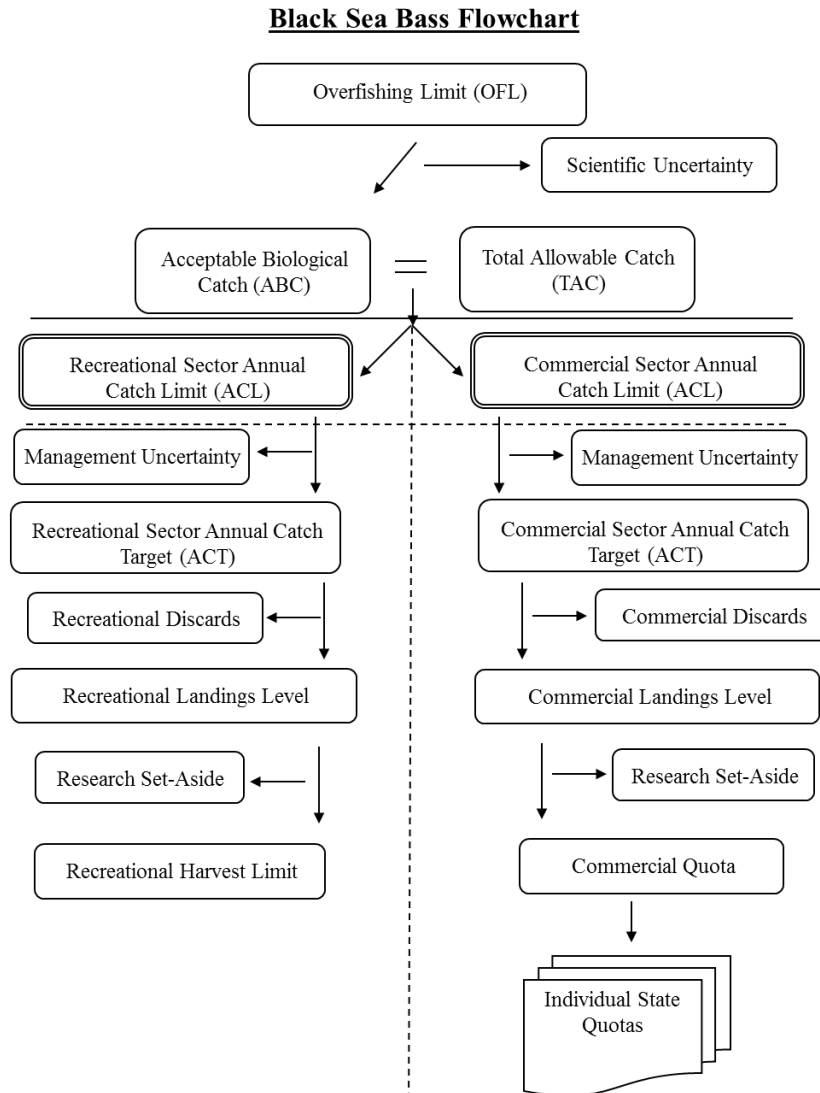 Black Sea Bass Flowchart
Overfishing Limit (OFL)
Scientific Uncertainty
Acceptable Biological
Catch (ABC)
Total Allowable Catch
(TAC)
Recreational Sector Annual
Catch Limit (ACL)
Commercial Sector Annual
Catch Limit (ACL)
Management Uncertainty
Management Uncertainty
Recreational Sector Annual Catch
Target (ACT)
Commercial Sector Annual Catch
Target (ACT)
Recreational Discards
Commercial Discards
Recreational Landings Level
Commercial Landings Level
Research Set-Aside
Research Set-Aside
Recreational Harvest Limit
Commercial Quota
Individual State
Quotas